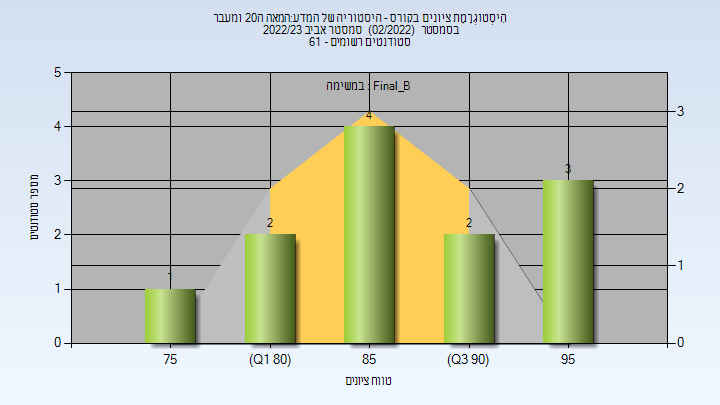 הִיסְטוֹגְרַמַת ציונים בקורס - היסטוריה של המדע:המאה ה20 ומעבר
בסמסטר (02/2022) סמסטר אביב 2022/23
סטודנטים רשומים - 61
במשימה : Final_B
מספר סטודנטים
5
4
3
2
1
0
3
2
1
0
1
2
4
2
3
75
(Q1 80)
85
(Q3 90)
95
טווח ציונים